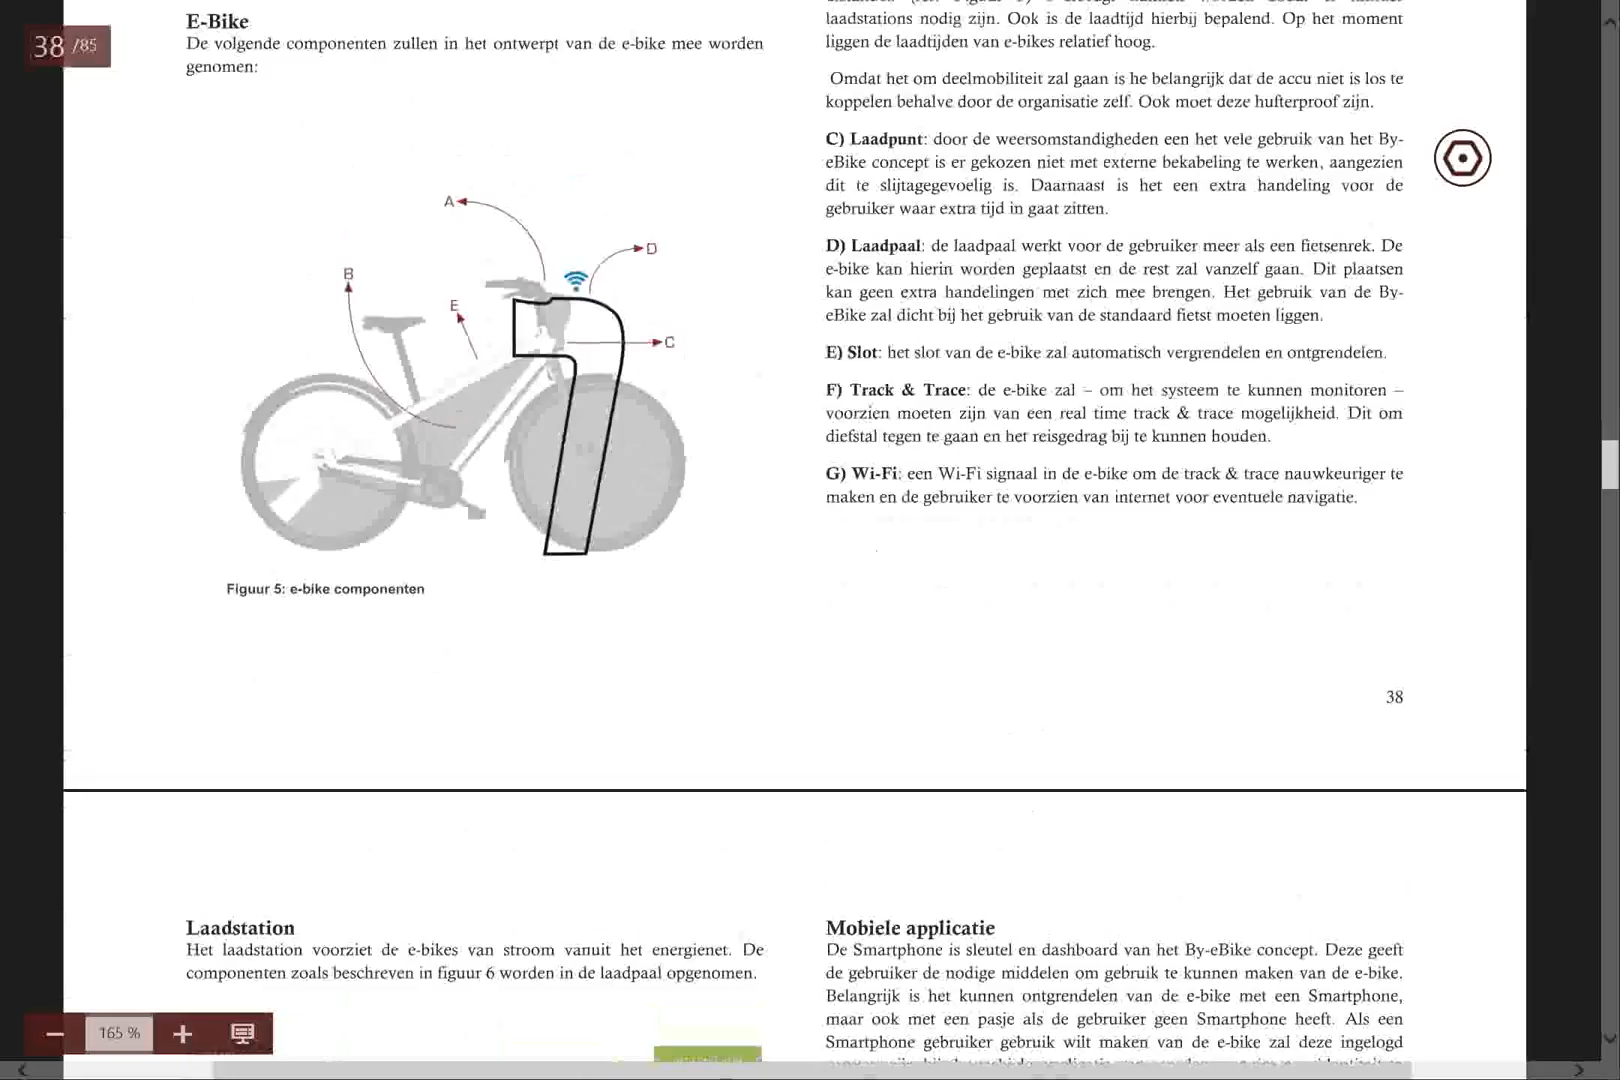 38 /85
E-Bike
De volgende componenten zullen in het ontwerpt van de e-bike mee worden
genomen:
A
D
B
E
C
Figuur 5: e-bike componenten
laadstations nodig zijn. Ook is de laadtijd hierbij bepalend. Op het moment
liggen de laadtijden van e-bikes relatief hoog.
Omdat het om deelmobiliteit zal gaan is he belangrijk dat de accu niet is los te
koppelen behalve door de organisatie zelf. Ook moet deze hufterproof zijn.
C) Laadpunt: door de weersomstandigheden een het vele gebruik van het By-
eBike concept is er gekozen niet met externe bekabeling te werken, aangezien
dit te slijtagegevoelig is. Daarnaast is het een extra handeling voor de
gebruiker waar extra tijd in gaat zitten.
D) Laadpaal: de laadpaal werkt voor de gebruiker meer als een fietsenrek. De
e-bike kan hierin worden geplaatst en de rest zal vanzelf gaan. Dit plaatsen
kan geen extra handelingen met zich mee brengen. Het gebruik van de By-
eBike zal dicht bij het gebruik van de standaard fietst moeten liggen.
E) Slot: het slot van de e-bike zal automatisch vergrendelen en ontgrendelen.
F) Track & Trace: de e-bike zal – om het systeem te kunnen monitoren –
voorzien moeten zijn van een real time track & trace mogelijkheid. Dit om
diefstal tegen te gaan en het reisgedrag bij te kunnen houden.
G) Wi-Fi: een Wi-Fi signaal in de e-bike om de track & trace nauwkeuriger te
maken en de gebruiker te voorzien van internet voor eventuele navigatie.
38
Laadstation
Het laadstation voorziet de e-bikes van stroom vanuit het energienet. De
componenten zoals beschreven in figuur 6 worden in de laadpaal opgenomen.
Mobiele applicatie
De Smartphone is sleutel en dashboard van het By-eBike concept. Deze geeft
de gebruiker de nodige middelen om gebruik te kunnen maken van de e-bike.
Belangrijk is het kunnen ontgrendelen van de e-bike met een Smartphone,
maar ook met een pasje als de gebruiker geen Smartphone heeft. Als een
Smartphone gebruiker gebruik wilt maken van de e-bike zal deze ingelogd
165 %